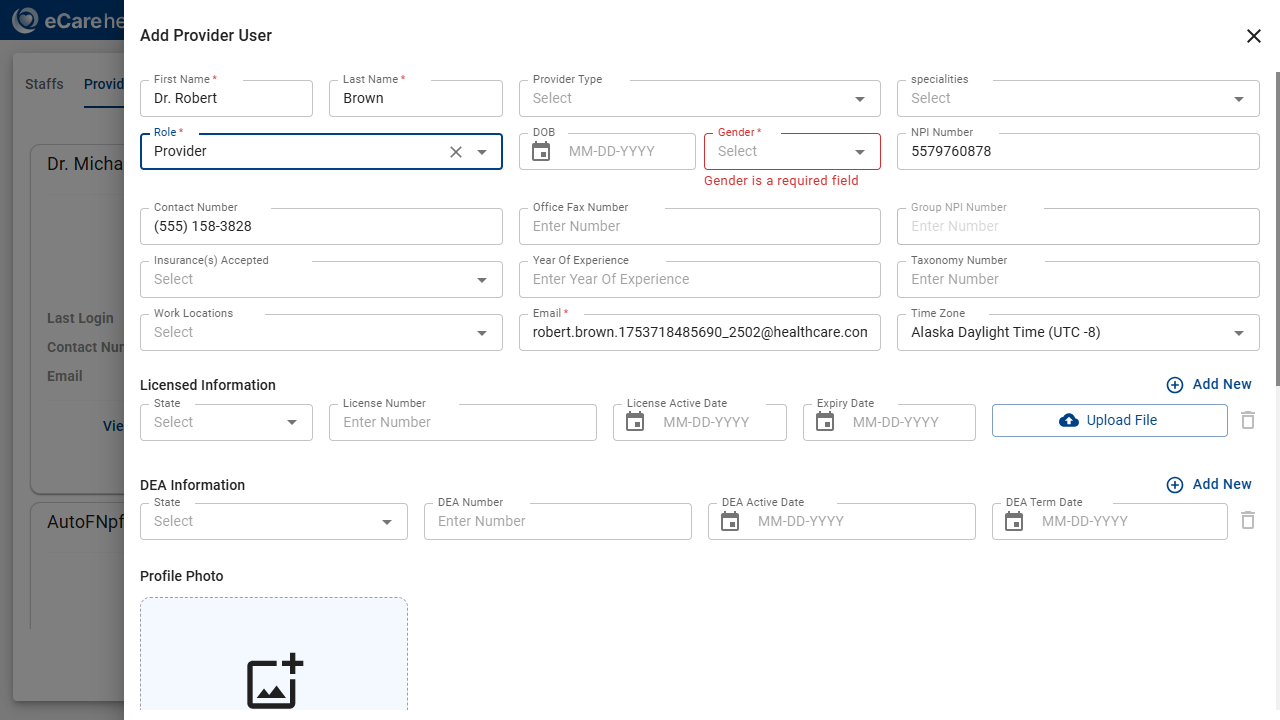 eCare he
Add Provider User
Staffs
Provid
First Name *
Dr. Robert
Last Name *
Brown
Provider Type
Select
specialities
Select
Role *
Provider
DOB
MM-DD-YYYY
Gender *
Select
Gender is a required field
NPI Number
5579760878
Contact Number
(555) 158-3828
Office Fax Number
Enter Number
Group NPI Number
Enter Number
Insurance(s) Accepted
Select
Year Of Experience
Enter Year Of Experience
Taxonomy Number
Enter Number
Work Locations
Select
Email *
robert.brown.1753718485690_2502@healthcare.con
Time Zone
Alaska Daylight Time (UTC -8)
Licensed Information
Add New
State
Select
License Number
Enter Number
License Active Date
MM-DD-YYYY
Expiry Date
MM-DD-YYYY
Upload File
DEA Information
Add New
State
Select
DEA Number
Enter Number
DEA Active Date
MM-DD-YYYY
DEA Term Date
MM-DD-YYYY
Profile Photo
Dr. Micha
Last Login
Contact Nur
Email
Vie
AutoFNpf